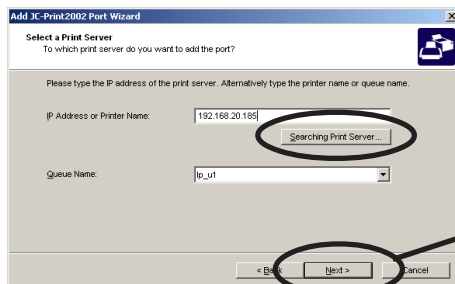 Add JC-Print2002 Port Wizard
Select a Print Server
To which print server do you want to add the port?
Please type the IP address of the print server. Alternatively type the printer name or queue name.
IP Address or Printer Name: 192.168.20.185
Searching Print Server...
Queue Name: lp_u1
< Back Next > Cancel